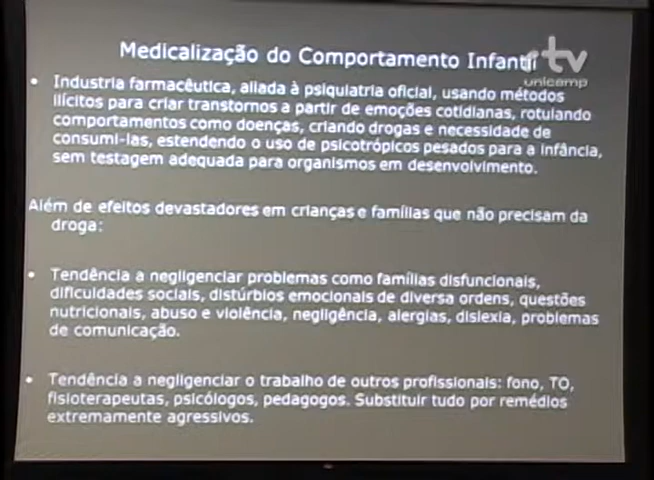 Medicalização do Comportamento Infantil
rtv
unicamp
• Industria farmacêutica, aliada à psiquiatria oficial, usando métodos
ilícitos para criar transtornos a partir de emoções cotidianas, rotulando
comportamentos como doenças, criando drogas e necessidade de
consumi-las, estendendo o uso de psicotrópicos pesados para a infância,
sem testagem adequada para organismos em desenvolvimento.
Além de efeitos devastadores em crianças e famílias que não precisam da
droga:
• Tendência a negligenciar problemas como famílias disfuncionais,
dificuldades sociais, distúrbios emocionais de diversa ordens, questões
nutricionais, abuso e violência, negligência, alergias, dislexia, problemas
de comunicação.
• Tendência a negligenciar o trabalho de outros profissionais: fono, TO,
fisioterapeutas, psicólogos, pedagogos. Substituir tudo por remédios
extremamente agressivos.